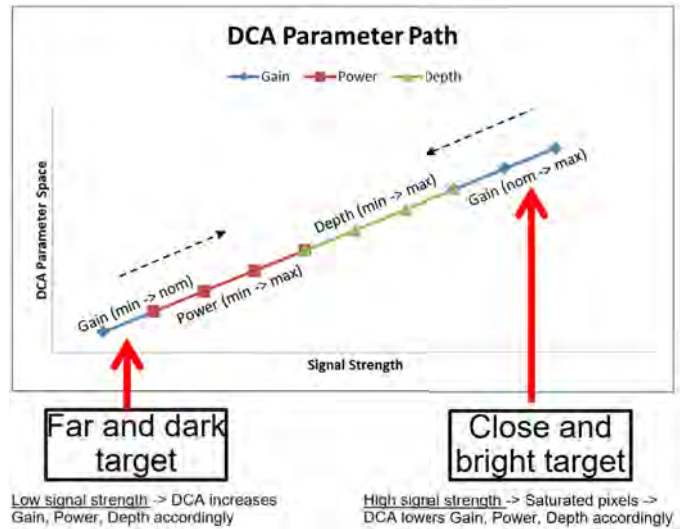 DCA Parameter Path
Gain Power Depth
DCA Parameter Space
Gain (min -> nom)
Power (min -> max)
Depth (min -> max)
Gain (nom -> max)
Signal Strength
Far and dark
target
Close and
bright target
Low signal strength -> DCA increases
Gain, Power, Depth accordingly
High signal strength -> Saturated pixels ->
DCA lowers Gain, Power, Depth accordingly